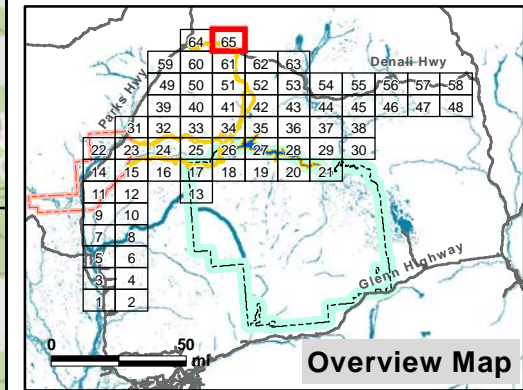 64 65
59 60 61 62 63
Denali Hwy
Parks Hwy
49 50 51 52 53 54 55 56 57 58
39 40 41 42 43 44 45 46 47 48
31 32 33 34 35 36 37 38
22 23 24 25 26 27 28 29 30
14 15 16 17 18 19 20 21
11 12 13
9 10
7 8
5 6
3 4
1 2
Glenn Highway
0 50
mi
Overview Map